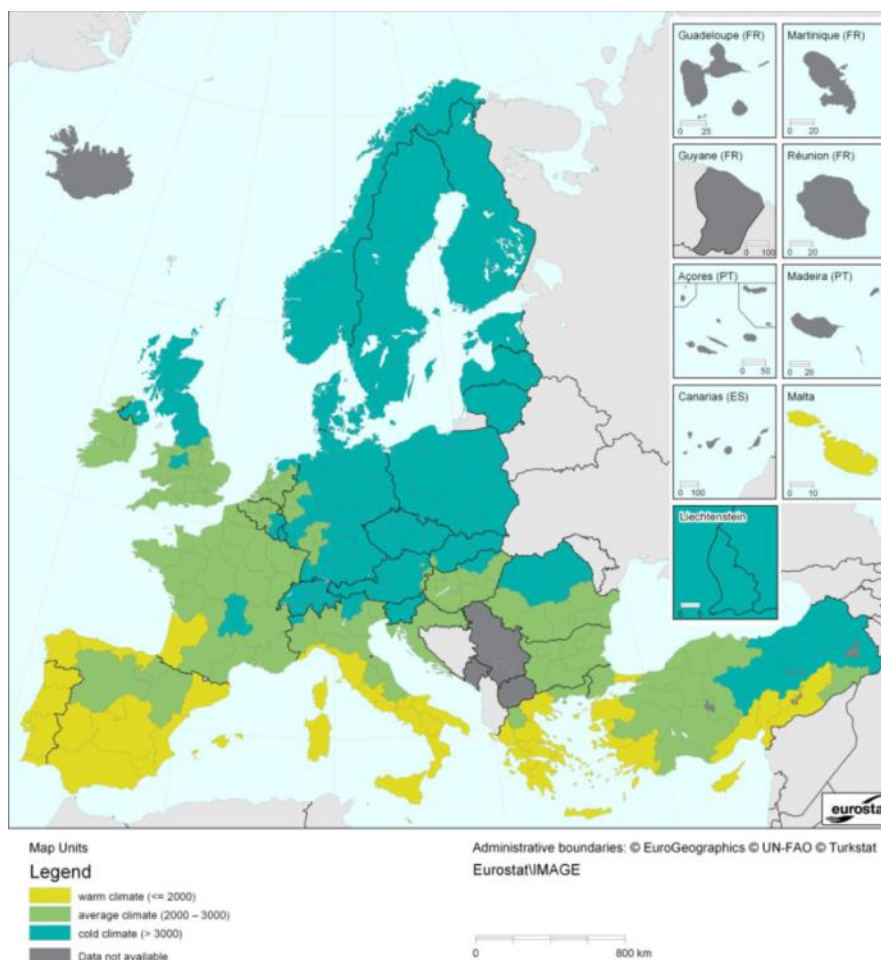 Guadeloupe (FR)
0 25
Martinique (FR)
0 20
Guyane (FR)
0 100
Réunion (FR)
0 20
Açores (PT)
0 50
Madeira (PT)
0 20
Canarias (ES)
0 100
Malta
0 10
Liechtenstein
eurosta
Map Units
Legend
warm climate (<= 2000)
average climate (2000 – 3000)
cold climate (> 3000)
Data not available
Administrative boundaries: © EuroGeographics © UN-FAO © Turkstat
Eurostat\IMAGE
0 800 km